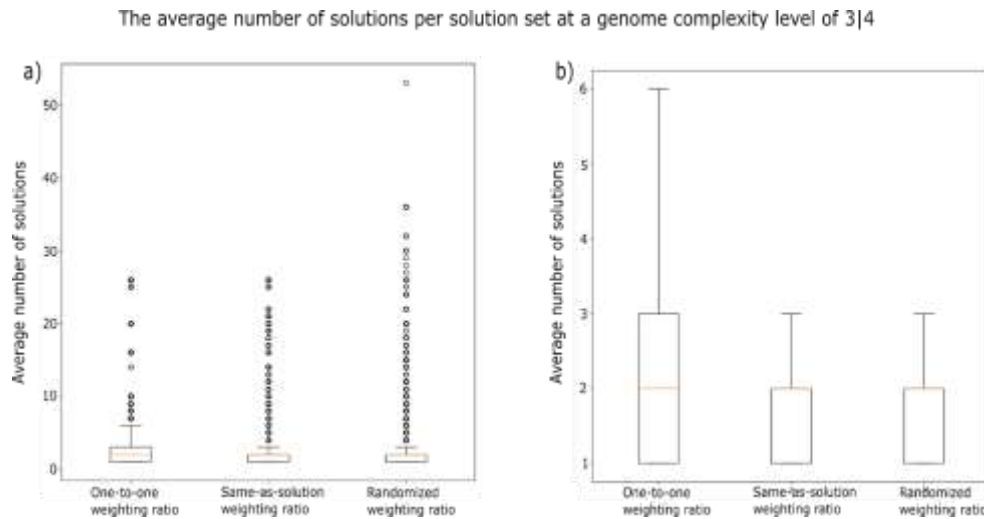 The average number of solutions per solution set at a genome complexity level of 3|4
a)
Average number of solutions
50
40
30
20
10
0
One-to-one
weighting ratio
Same-as-solution
weighting ratio
Randomized
weighting ratio
b)
Average number of solutions
6
5
4
3
2
1
One-to-one
weighting ratio
Same-as-solution
weighting ratio
Randomized
weighting ratio